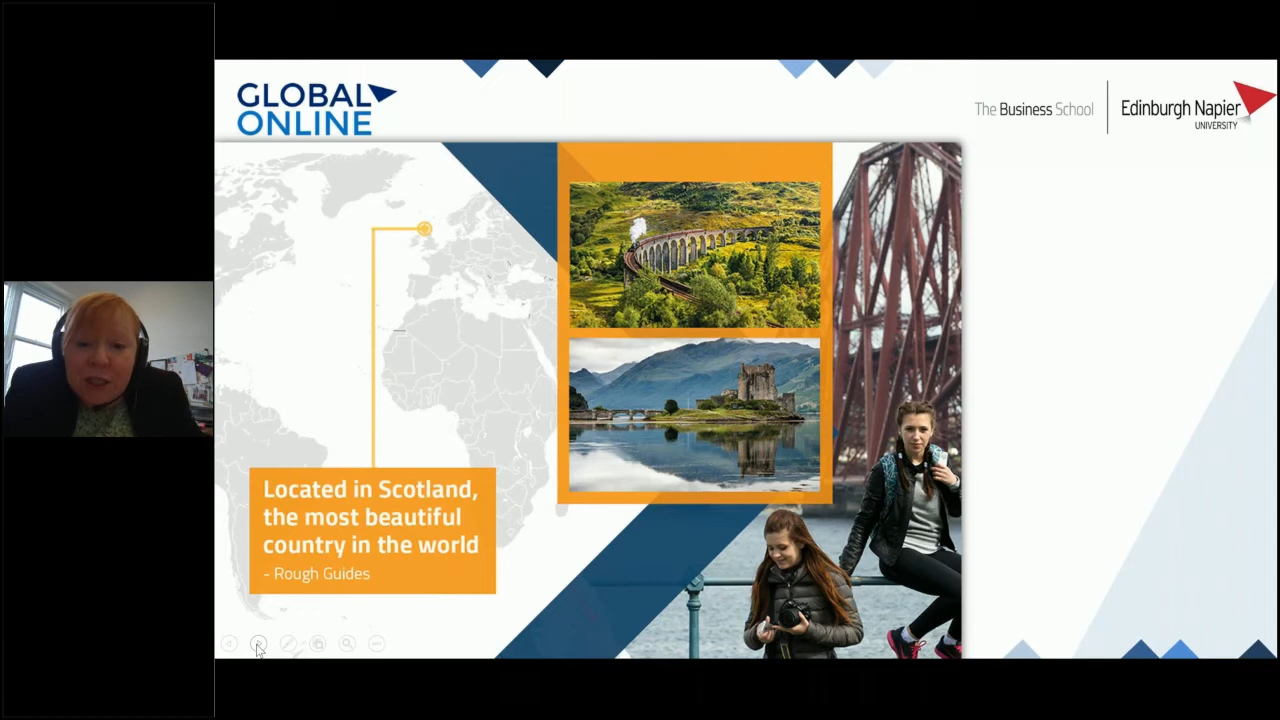 GLOBAL
ONLINE
The Business School
Edinburgh Napier
UNIVERSITY
Located in Scotland,
the most beautiful
country in the world
- Rough Guides